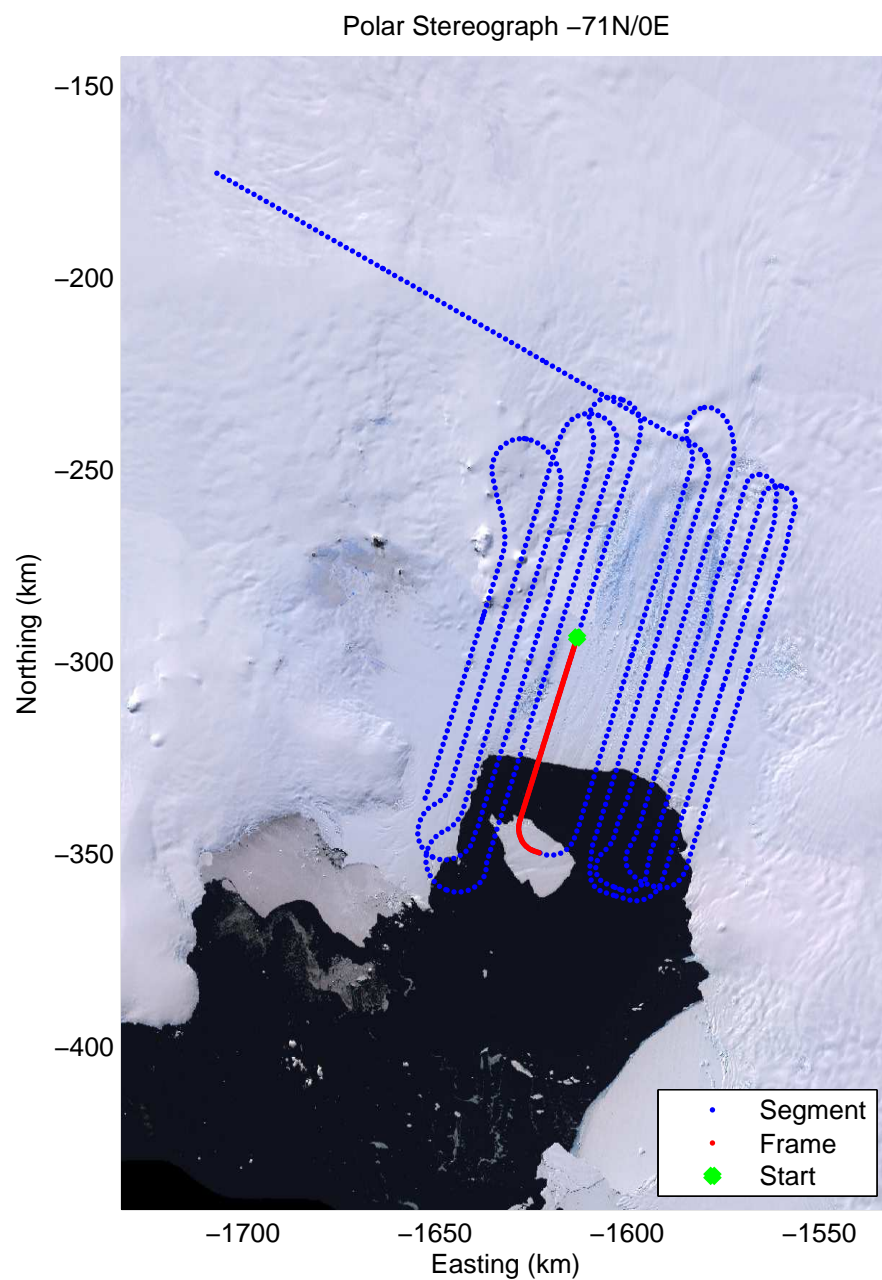 Polar Stereograph −71N/0E
−150
−200
−250
−300
−350
−400
Northing (km)
−1700
−1650
−1600
−1550
Easting (km)
Segment
Frame
Start